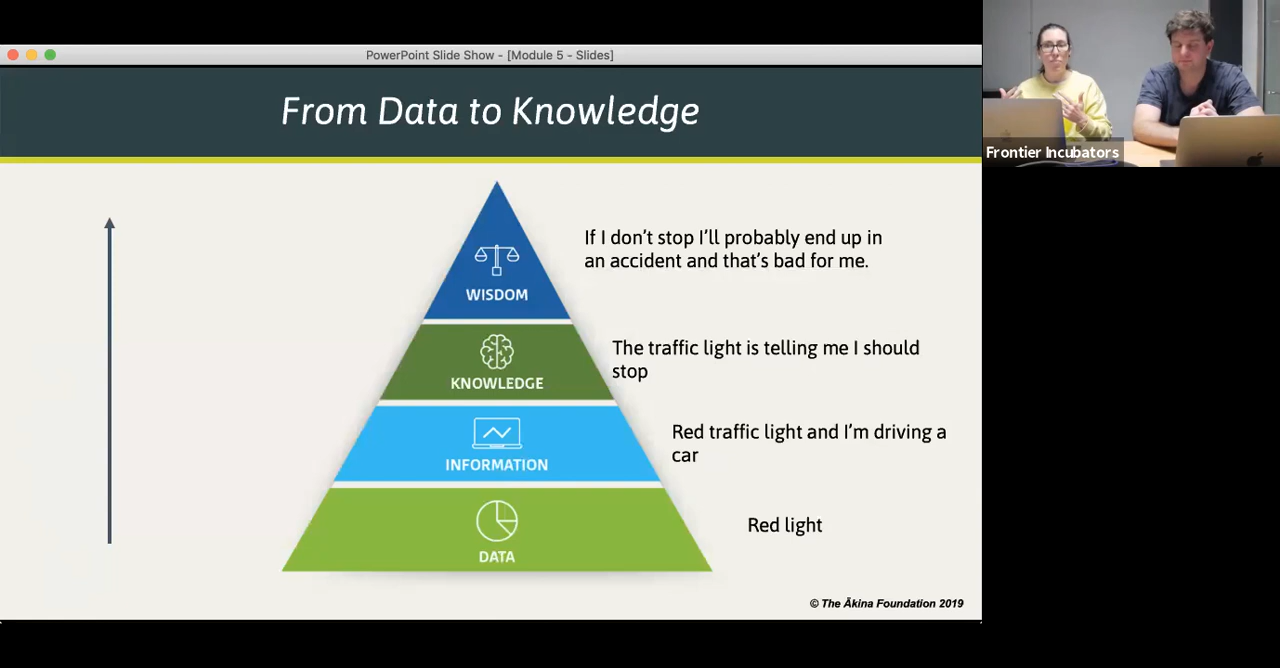 PowerPoint Slide Show - [Module 5 - Slides]
From Data to Knowledge
If I don't stop I'll probably end up in
an accident and that's bad for me.
WISDOM
The traffic light is telling me I should
stop
KNOWLEDGE
Red traffic light and I'm driving a
car
INFORMATION
Red light
DATA
© The Ākina Foundation 2019
Frontier Incubators